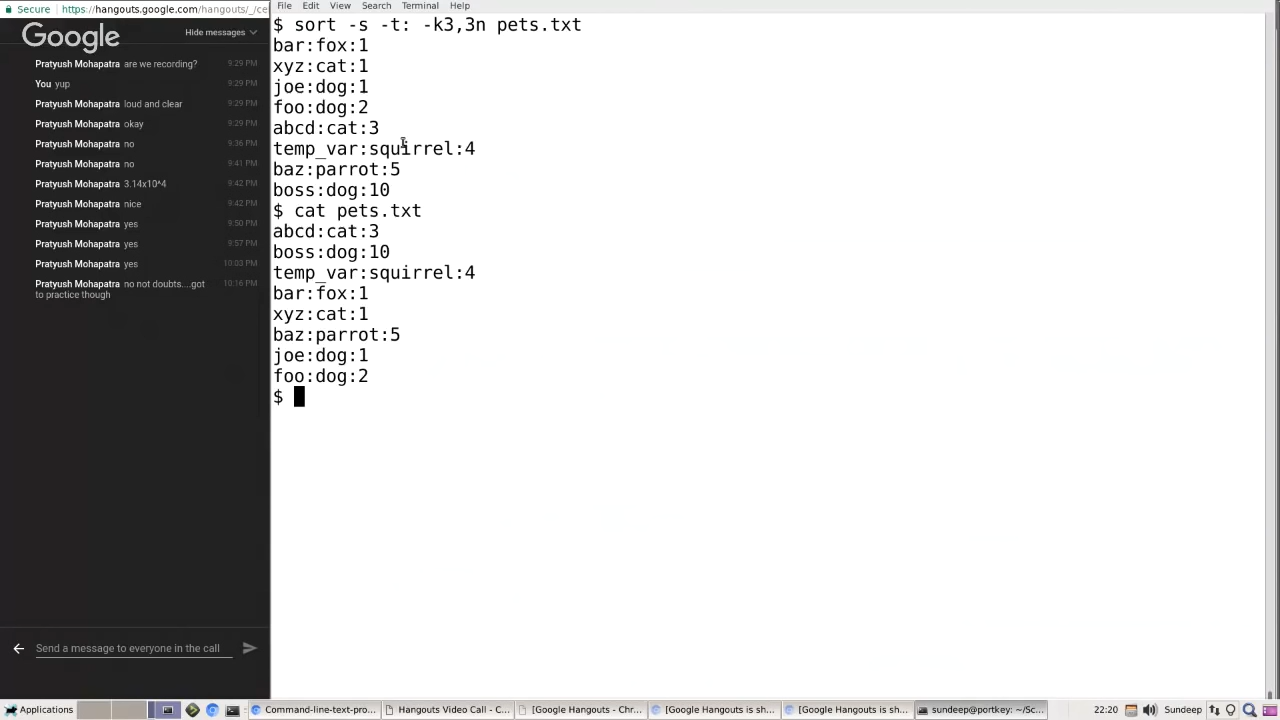 Secure https://hangouts.google.com/hangouts/_/ce
Google
Hide messages
Pratyush Mohapatra are we recording? 9:29 PM
You yup 9:29 PM
Pratyush Mohapatra loud and clear 9:29 PM
Pratyush Mohapatra okay 9:29 PM
Pratyush Mohapatra no 9:36 PM
Pratyush Mohapatra no 9:41 PM
Pratyush Mohapatra 3.14x10^4 9:42 PM
Pratyush Mohapatra nice 9:42 PM
Pratyush Mohapatra yes 9:50 PM
Pratyush Mohapatra yes 9:57 PM
Pratyush Mohapatra yes 10:03 PM
Pratyush Mohapatra no not doubts....got 10:16 PM
to practice though
Send a message to everyone in the call
File Edit View Search Terminal Help
$ sort -s -t: -k3,3n pets.txt
bar:fox:1
xyz:cat:1
joe:dog:1
foo:dog:2
abcd:cat:3
temp_var:squirrel:4
baz:parrot:5
boss:dog:10
$ cat pets.txt
abcd:cat:3
boss:dog:10
temp_var:squirrel:4
bar:fox:1
xyz:cat:1
baz:parrot:5
joe:dog:1
foo:dog:2
$
Applications Command-line-text-pro... Hangouts Video Call - C... [Google Hangouts - Chr... [Google Hangouts is sh... [Google Hangouts is sh... sundeep@portkey: ~/Sc... 22:20 Sundeep